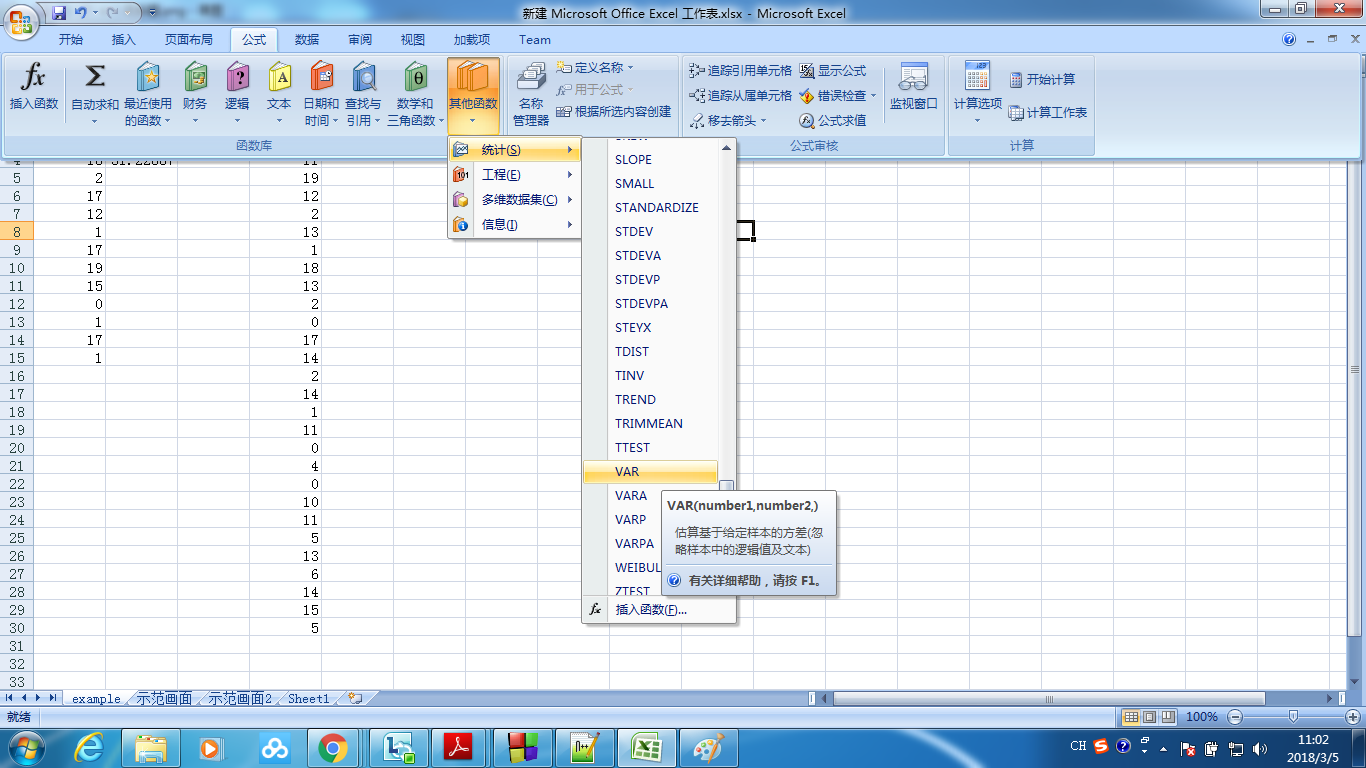 新建 Microsoft Office Excel 工作表.xlsx - Microsoft Excel
开始 插入 页面布局 公式 数据 审阅 视图 加载项 Team
插入函数
自动求和
最近使用
的函数
财务
逻辑
文本
日期和
时间
查找与
引用
数学和
三角函数
其他函数
函数库
名称
管理器
定义名称
用于公式
根据所选内容创建
追踪引用单元格
追踪从属单元格
移去箭头
显示公式
错误检查
公式求值
公式审核
监视窗口
计算选项
开始计算
计算工作表
计算
统计(S)
工程(E)
多维数据集(C)
信息(I)
SLOPE
SMALL
STANDARDIZE
STDEV
STDEVA
STDEVP
STDEVPA
STEYX
TDIST
TINV
TREND
TRIMMEAN
TTEST
VAR
VARA
VARP
VARPA
WEIBUL
ZTEST
插入函数(F)...
VAR(number1,number2,)
估算基于给定样本的方差(忽
略样本中的逻辑值及文本)
有关详细帮助，请按 F1。
5 2 19
6 17 12
7 12 2
8 1 13
9 17 1
10 19 18
11 15 13
12 0 2
13 1 0
14 17 17
15 1 14
16 2
17 14
18 1
19 11
20 0
21 4
22 0
23 10
24 11
25 5
26 13
27 6
28 14
29 15
30 5
31
32
33
example 示范画面 示范画面2 Sheet1
就绪 100%
CH 11:02
2018/3/5